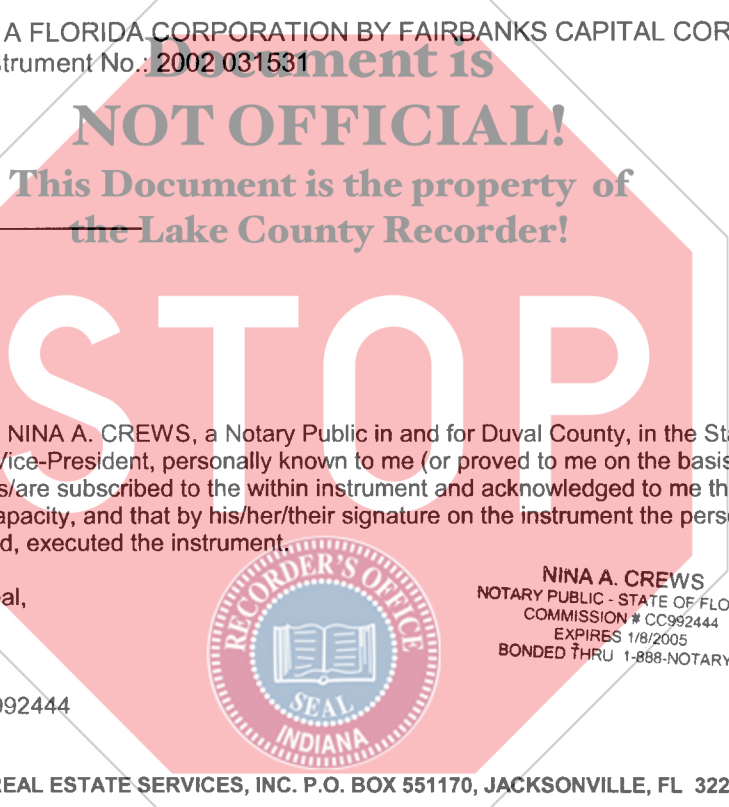 A FLORIDA CORPORATION BY FAIRBANKS CAPITAL COR
strument No.: 2002 031531
Document is
NOT OFFICIAL!
This Document is the property of
the Lake County Recorder!
STOP
NINA A. CREWS, a Notary Public in and for Duval County, in the Sta
Vice-President, personally known to me (or proved to me on the basis
s/are subscribed to the within instrument and acknowledged to me th
apacity, and that by his/her/their signature on the instrument the pers
d, executed the instrument.
eal,
RECORDER'S OFFICE
SEAL
INDIANA
NINA A. CREWS
NOTARY PUBLIC - STATE OF FLO
COMMISSION # CC992444
EXPIRES 1/8/2005
BONDED THRU 1-888-NOTARY
992444
REAL ESTATE SERVICES, INC. P.O. BOX 551170, JACKSONVILLE, FL 322